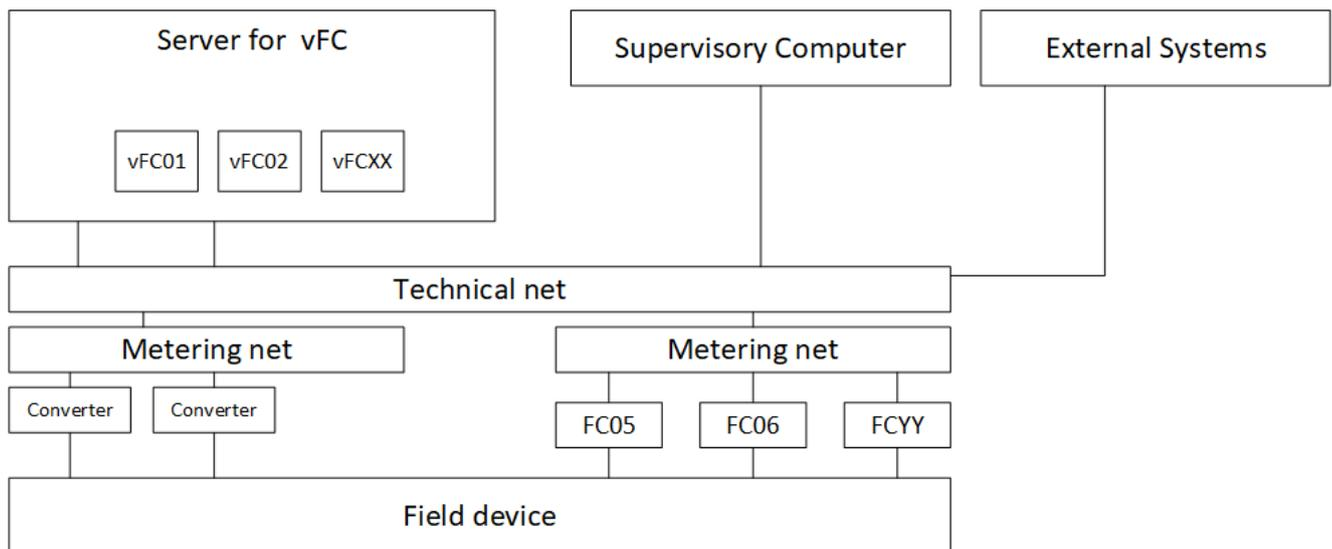 Server for vFC
Supervisory Computer
External Systems
vFC01
vFC02
vFCXX
Technical net
Metering net
Metering net
Converter
Converter
FC05
FC06
FCYY
Field device